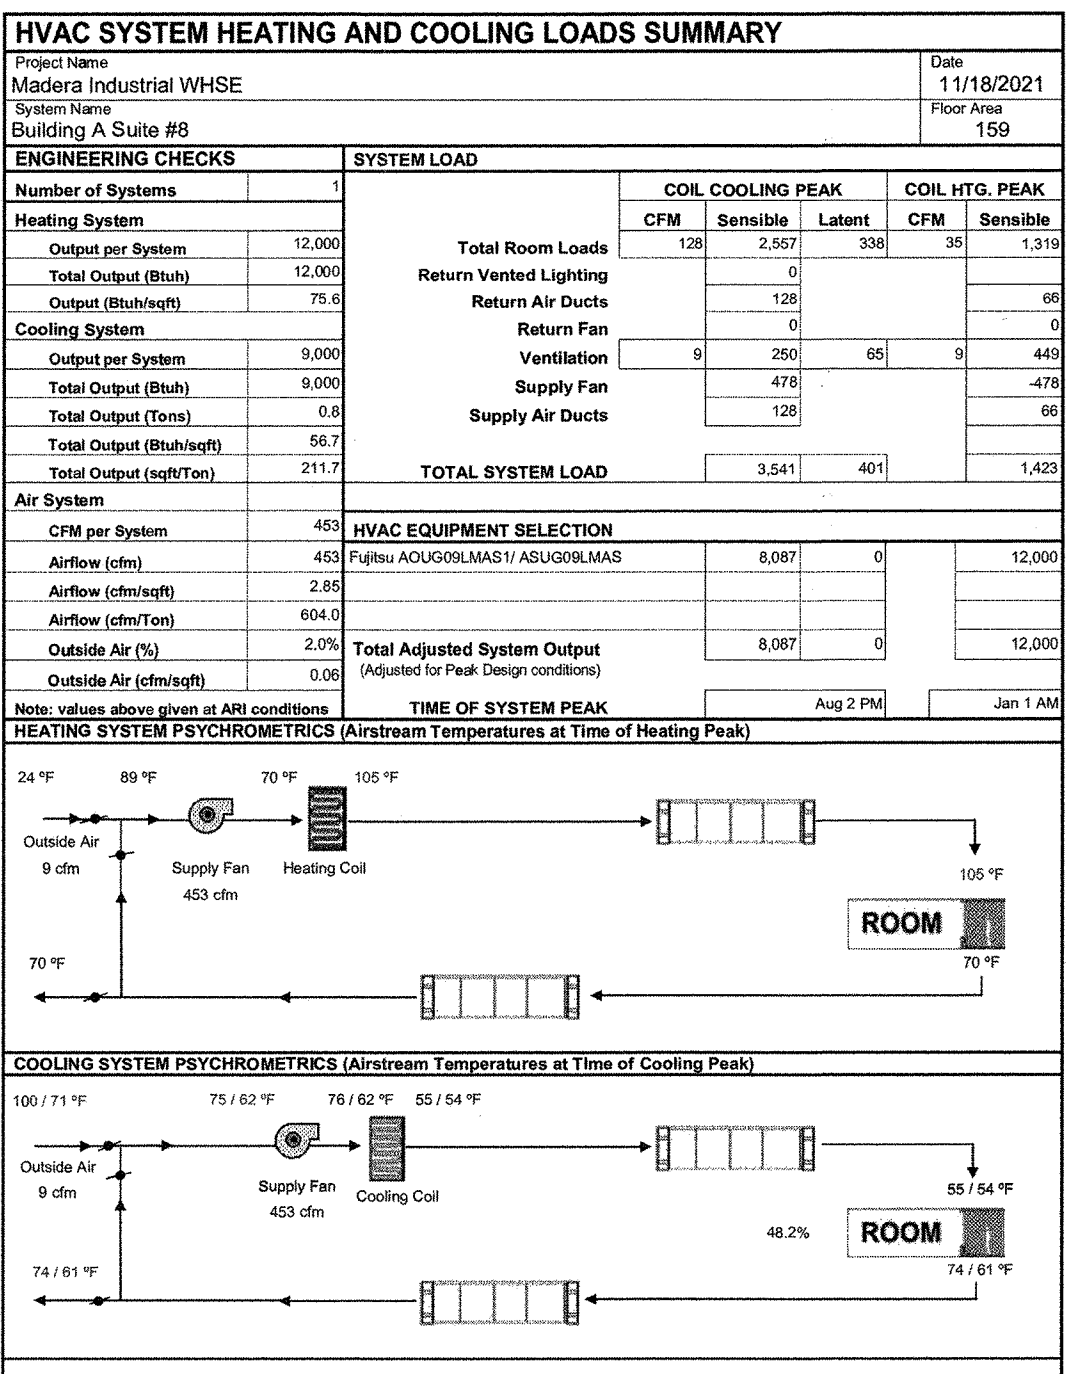 HVAC SYSTEM HEATING AND COOLING LOADS SUMMARY
Project Name
Date
Madera Industrial WHSE
11/18/2021
System Name
Floor Area
Building A Suite #8
159
ENGINEERING CHECKS
SYSTEM LOAD
Number of Systems 1
COIL COOLING PEAK COIL HTG. PEAK
Heating System
CFM Sensible Latent CFM Sensible
Output per System 12,000
Total Room Loads 128 2,557 338 35 1,319
Total Output (Btuh) 12,000
Return Vented Lighting 0
Output (Btuh/sqft) 75.6
Return Air Ducts 128 66
Cooling System
Return Fan 0 0
Output per System 9,000
Ventilation 9 250 65 9 449
Total Output (Btuh) 9,000
Supply Fan 478 -478
Total Output (Tons) 0.8
Supply Air Ducts 128 66
Total Output (Btuh/sqft) 56.7
Total Output (sqft/Ton) 211.7
TOTAL SYSTEM LOAD 3,541 401 1,423
Air System
CFM per System 453
HVAC EQUIPMENT SELECTION
Airflow (cfm) 453
Fujitsu AOUG09LMAS1/ ASUG09LMAS 8,087 0 12,000
Airflow (cfm/sqft) 2.85
Airflow (cfm/Ton) 604.0
Outside Air (%) 2.0%
Total Adjusted System Output 8,087 0 12,000
(Adjusted for Peak Design conditions)
Outside Air (cfm/sqft) 0.06
Note: values above given at ARI conditions
TIME OF SYSTEM PEAK Aug 2 PM Jan 1 AM
HEATING SYSTEM PSYCHROMETRICS (Airstream Temperatures at Time of Heating Peak)
24 ºF 89 ºF 70 ºF 105 ºF
Outside Air
9 cfm
Supply Fan
453 cfm
Heating Coil
105 ºF
ROOM
70 ºF
70 ºF
COOLING SYSTEM PSYCHROMETRICS (Airstream Temperatures at Time of Cooling Peak)
100 / 71 ºF 75 / 62 ºF 76 / 62 ºF 55 / 54 ºF
Outside Air
9 cfm
Supply Fan
453 cfm
Cooling Coil
55 / 54 ºF
48.2%
ROOM
74 / 61 ºF
74 / 61 ºF